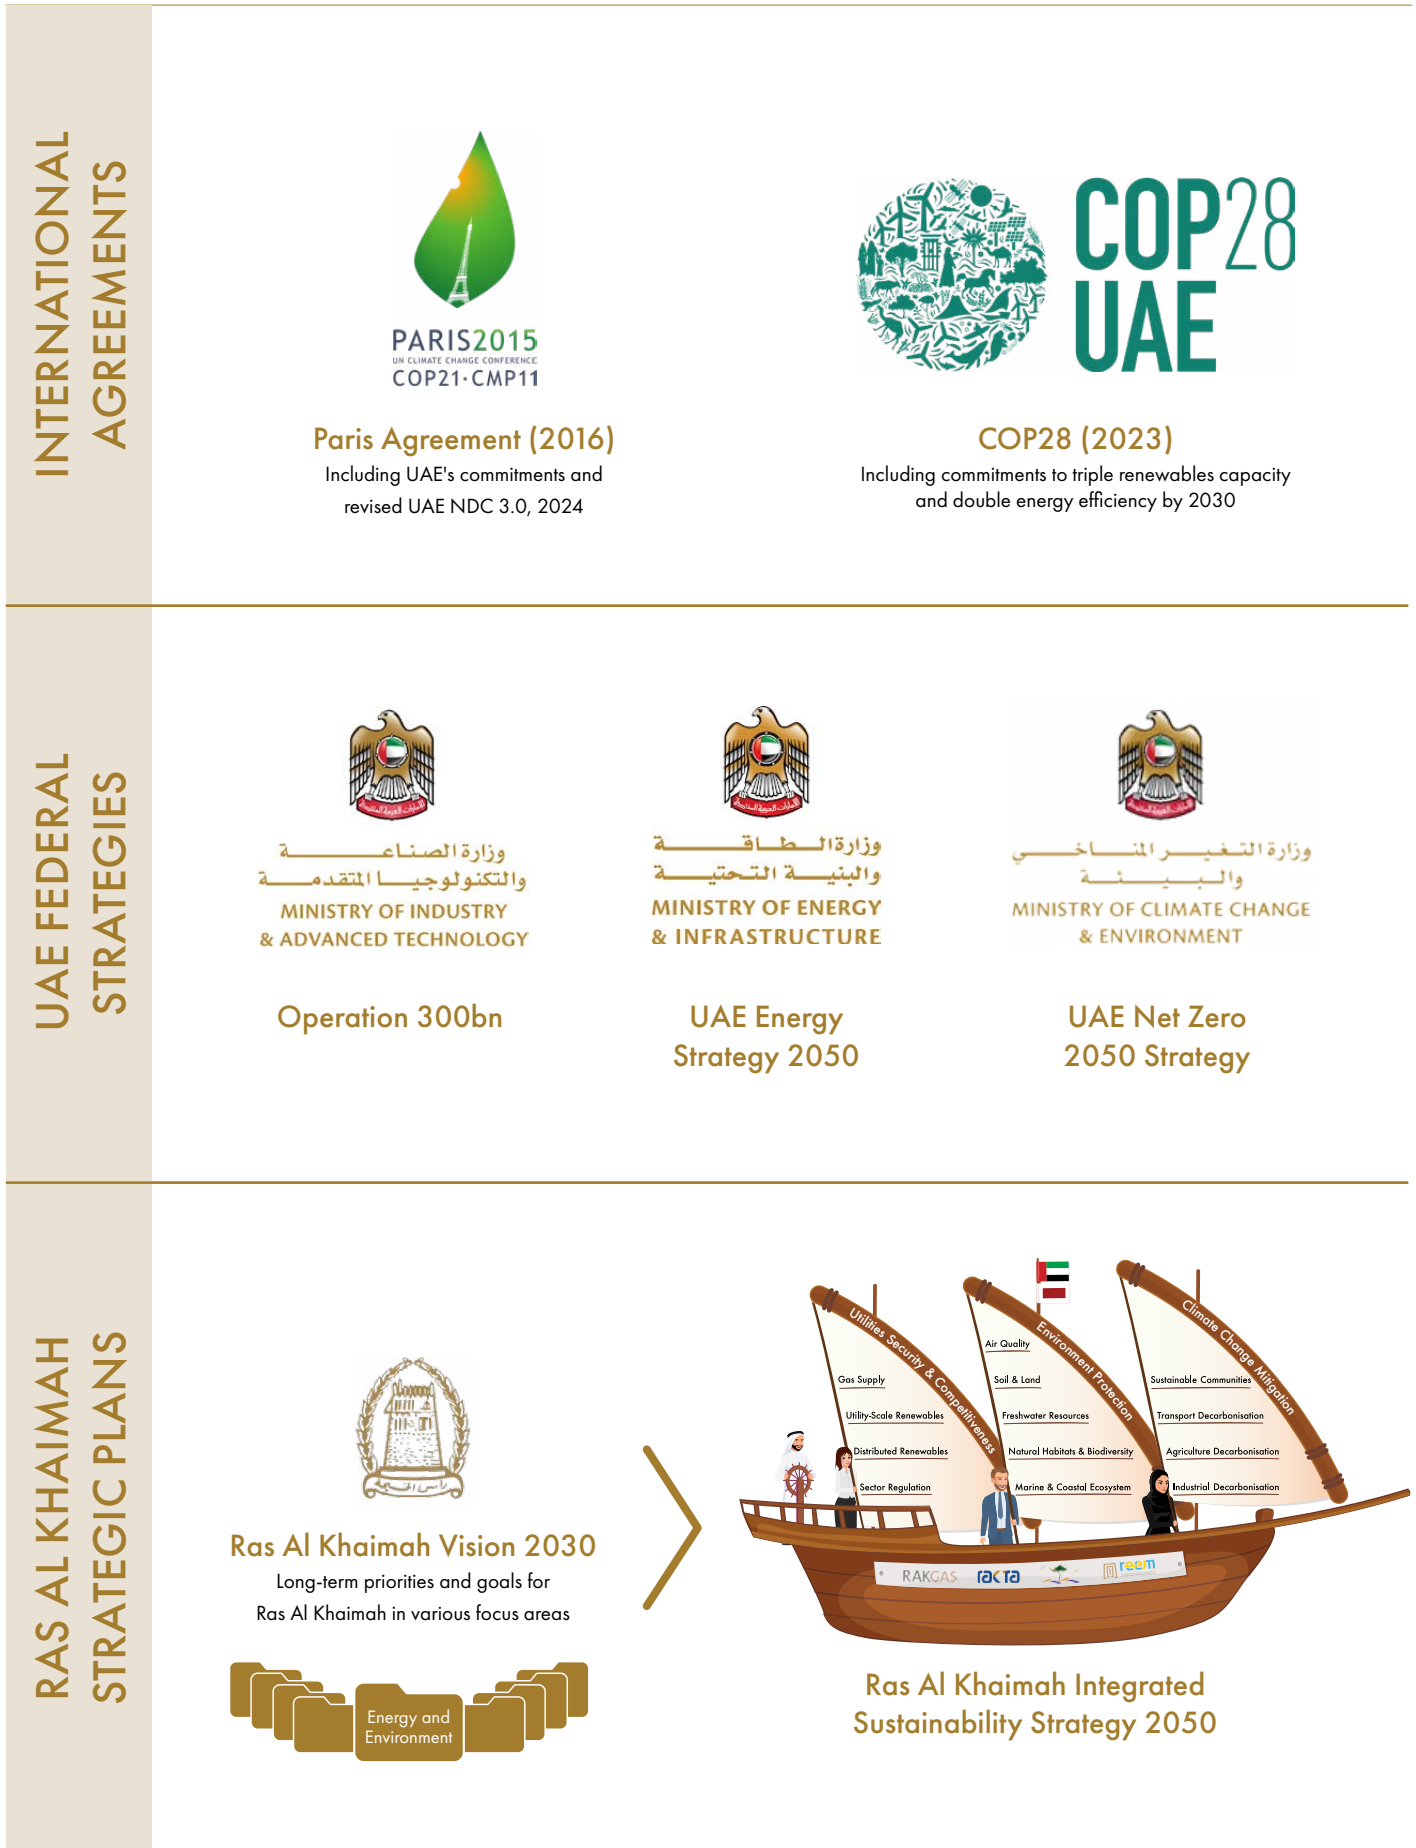 INTERNATIONAL
AGREEMENTS
PARIS2015
UN CLIMATE CHANGE CONFERENCE
COP21·CMP11
Paris Agreement (2016)
Including UAE's commitments and
revised UAE NDC 3.0, 2024
COP28
UAE
COP28 (2023)
Including commitments to triple renewables capacity
and double energy efficiency by 2030
UAE FEDERAL
STRATEGIES
وزارة الصناعة
والتكنولوجيا المتقدمة
MINISTRY OF INDUSTRY
& ADVANCED TECHNOLOGY
Operation 300bn
وزارة الطاقة
والبنية التحتية
MINISTRY OF ENERGY
& INFRASTRUCTURE
UAE Energy
Strategy 2050
وزارة التغير المناخي
والبيئة
MINISTRY OF CLIMATE CHANGE
& ENVIRONMENT
UAE Net Zero
2050 Strategy
RAS AL KHAIMAH
STRATEGIC PLANS
رأس الخيمة
Ras Al Khaimah Vision 2030
Long-term priorities and goals for
Ras Al Khaimah in various focus areas
Energy and
Environment
Utilities Security & Competitiveness
Gas Supply
Utility-Scale Renewables
Distributed Renewables
Sector Regulation
Environment Protection
Air Quality
Soil & Land
Freshwater Resources
Natural Habitats & Biodiversity
Marine & Coastal Ecosystem
Climate Change Mitigation
Sustainable Communities
Transport Decarbonisation
Agriculture Decarbonisation
Industrial Decarbonisation
RAKGAS
rakta
reem
Ras Al Khaimah Integrated
Sustainability Strategy 2050